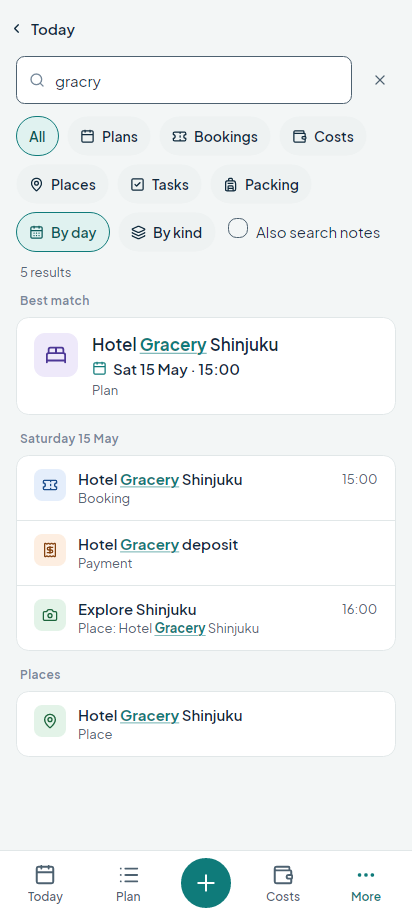 Today
gracry
All
Plans
Bookings
Costs
Places
Tasks
Packing
By day
By kind
Also search notes
5 results
Best match
Hotel Gracery Shinjuku
Sat 15 May · 15:00
Plan
Saturday 15 May
Hotel Gracery Shinjuku
15:00
Booking
Hotel Gracery deposit
Payment
Explore Shinjuku
16:00
Place: Hotel Gracery Shinjuku
Places
Hotel Gracery Shinjuku
Place
Today
Plan
Costs
More